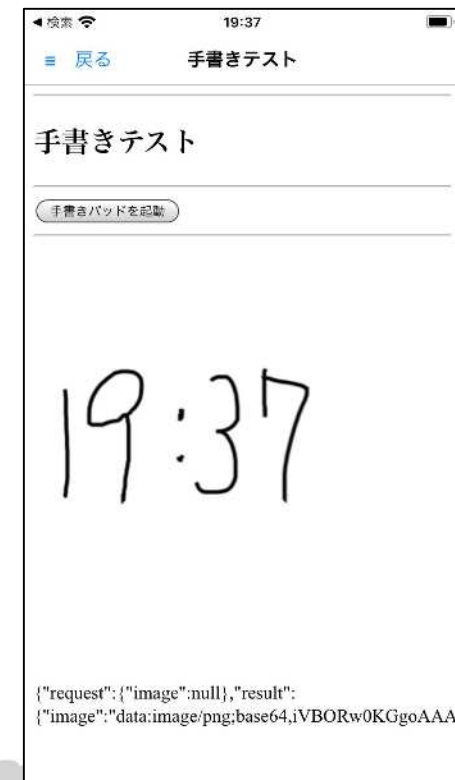 ◀検索 19:37
≡ 戻る 手書きテスト
手書きテスト
手書きパッドを起動
19:37
{"request":{"image":null},"result":
{"image":"data:image/png;base64,iVBORw0KGgoAAA